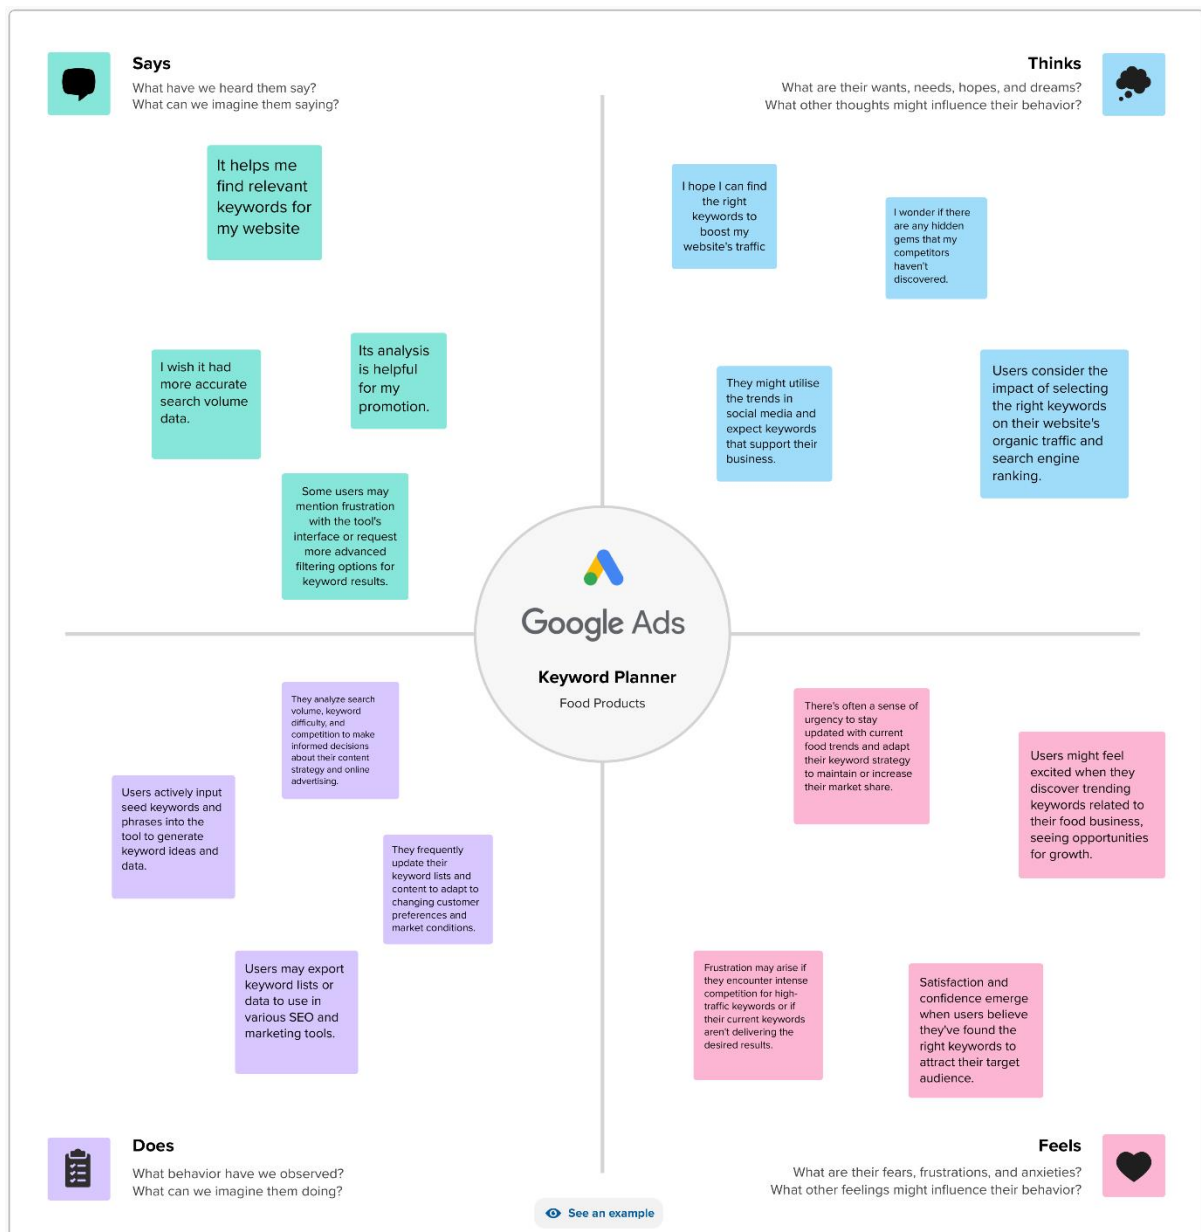 Says
What have we heard them say?
What can we imagine them saying?
It helps me
find relevant
keywords for
my website
I wish it had
more accurate
search volume
data.
Its analysis
is helpful
for my
promotion.
Some users may
mention frustration
with the tool's
interface or request
more advanced
filtering options for
keyword results.
Thinks
What are their wants, needs, hopes, and dreams?
What other thoughts might influence their behavior?
I hope I can find
the right
keywords to
boost my
website's traffic
I wonder if there
are any hidden
gems that my
competitors
haven't
discovered.
They might utilise
the trends in
social media and
expect keywords
that support their
business.
Users consider the
impact of selecting
the right keywords
on their website's
organic traffic and
search engine
ranking.
Google Ads
Keyword Planner
Food Products
They analyze search
volume, keyword
difficulty, and
competition to make
informed decisions
about their content
strategy and online
advertising.
Users actively input
seed keywords and
phrases into the
tool to generate
keyword ideas and
data.
They frequently
update their
keyword lists and
content to adapt to
changing customer
preferences and
market conditions.
Users may export
keyword lists or
data to use in
various SEO and
marketing tools.
Does
What behavior have we observed?
What can we imagine them doing?
There's often a sense of
urgency to stay
updated with current
food trends and adapt
their keyword strategy
to maintain or increase
their market share.
Users might feel
excited when they
discover trending
keywords related to
their food business,
seeing opportunities
for growth.
Frustration may arise if
they encounter intense
competition for high-
traffic keywords or if
their current keywords
aren't delivering the
desired results.
Satisfaction and
confidence emerge
when users believe
they've found the
right keywords to
attract their target
audience.
Feels
What are their fears, frustrations, and anxieties?
What other feelings might influence their behavior?
See an example